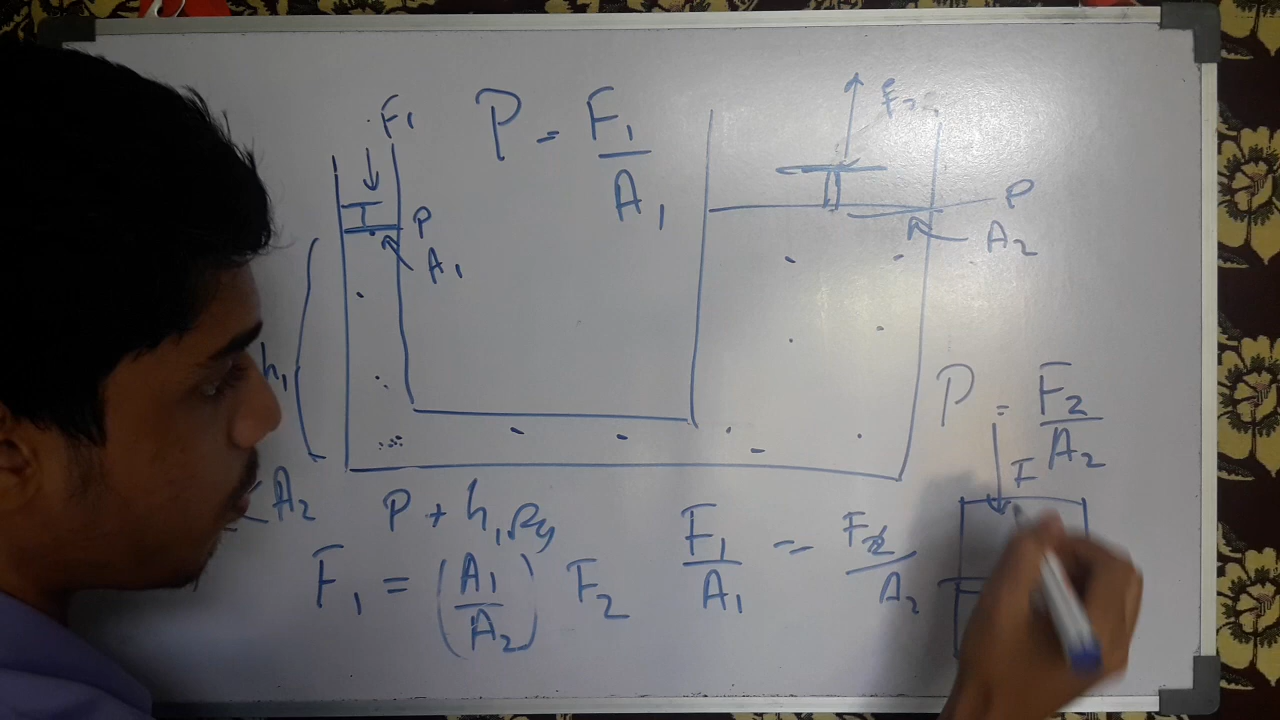 F₁
P = F₁/A₁
F₂
P
A₁
P
A₂
h₁
P = F₂/A₂
F
A₂
P + h₁ρg
F₁ = (A₁/A₂) F₂
F₁/A₁ = F₂/A₂